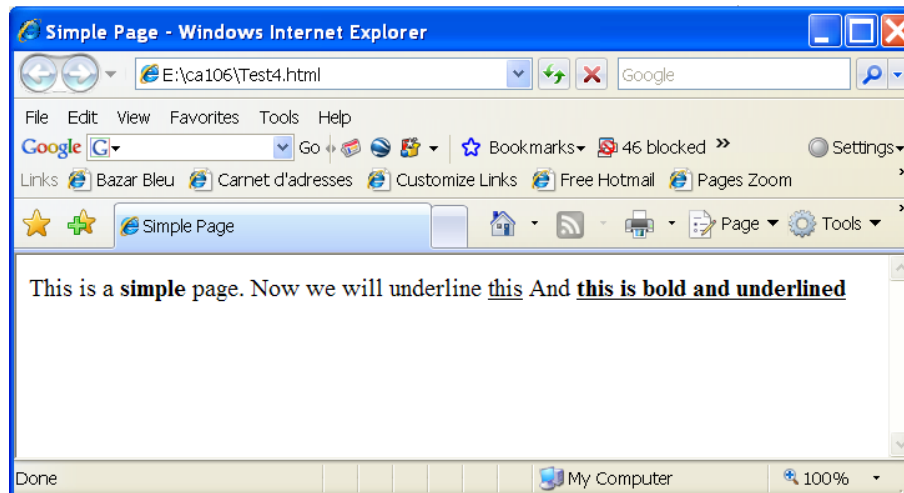 Simple Page - Windows Internet Explorer
E:\ca106\Test4.html Google
File Edit View Favorites Tools Help
Google G Go Bookmarks 46 blocked » Settings
Links Bazar Bleu Carnet d'adresses Customize Links Free Hotmail Pages Zoom »
Simple Page Page Tools »
This is a simple page. Now we will underline this And this is bold and underlined
Done My Computer 100%